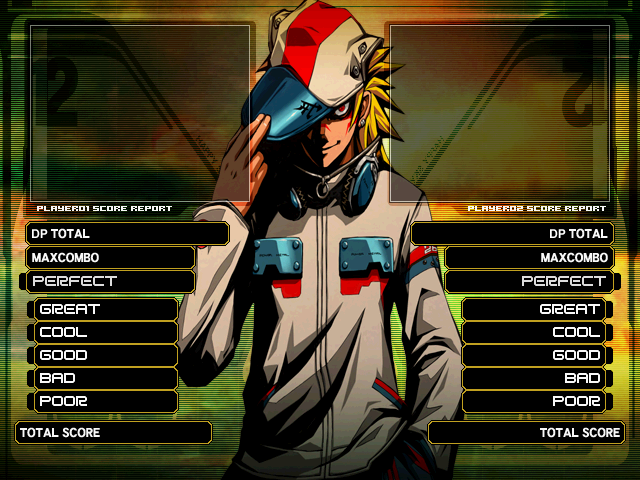 PLAYER01 SCORE REPORT
DP TOTAL
MAXCOMBO
PERFECT
GREAT
COOL
GOOD
BAD
POOR
TOTAL SCORE
PLAYER02 SCORE REPORT
DP TOTAL
MAXCOMBO
PERFECT
GREAT
COOL
GOOD
BAD
POOR
TOTAL SCORE
12